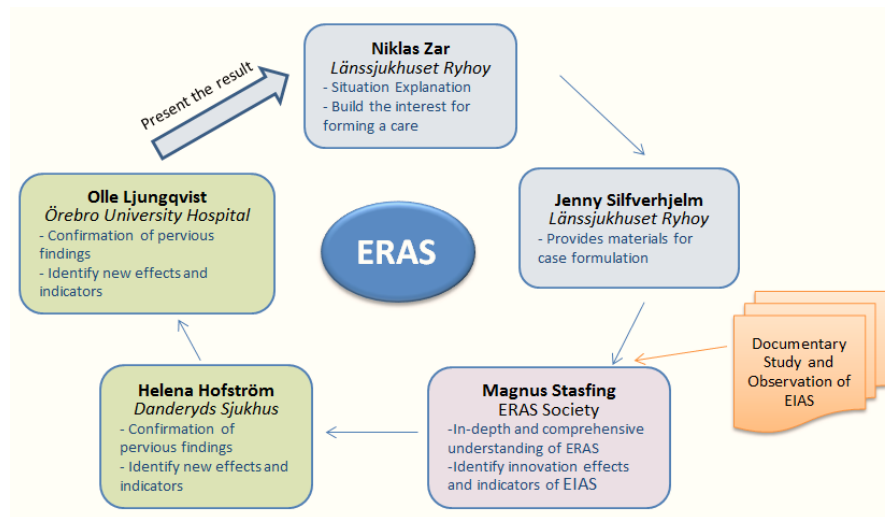 Niklas Zar
Länssjukhuset Ryhoy
- Situation Explanation
- Build the interest for
forming a care
Present the result
Olle Ljungqvist
Örebro University Hospital
- Confirmation of pervious
findings
- Identify new effects and
indicators
ERAS
Jenny Silfverhjelm
Länssjukhuset Ryhoy
- Provides materials for
case formulation
Documentary
Study and
Observation of
EIAS
Helena Hofström
Danderyds Sjukhus
- Confirmation of
pervious findings
- Identify new effects and
indicators
Magnus Stasfing
ERAS Society
-In-depth and comprehensive
understanding of ERAS
-Identify innovation effects
and indicators of EIAS